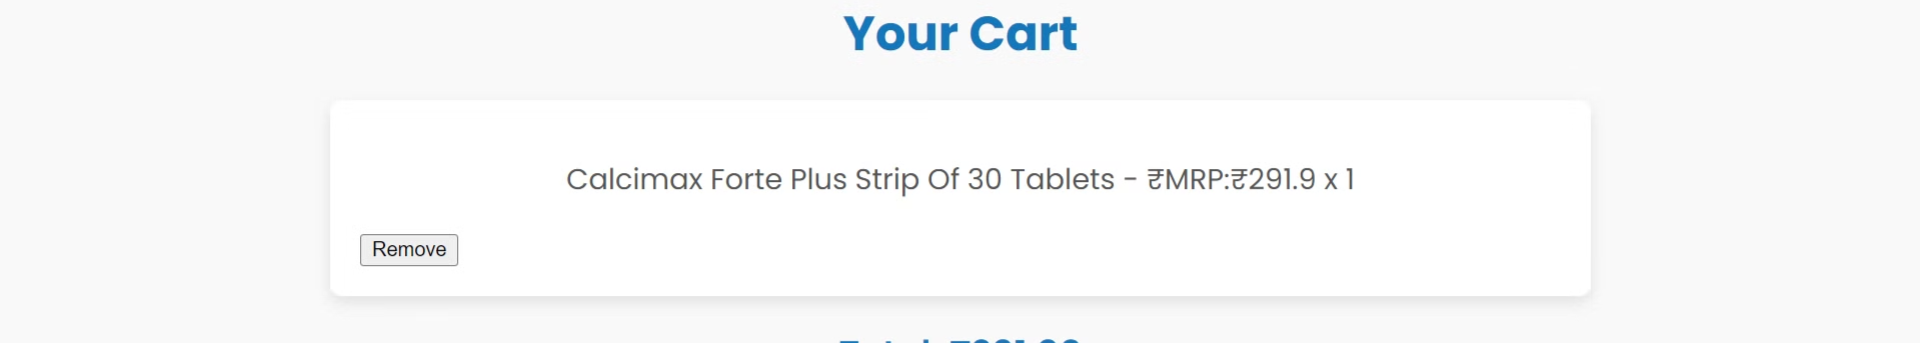 Your Cart
Calcimax Forte Plus Strip Of 30 Tablets - ₹MRP:₹291.9 x 1
Remove